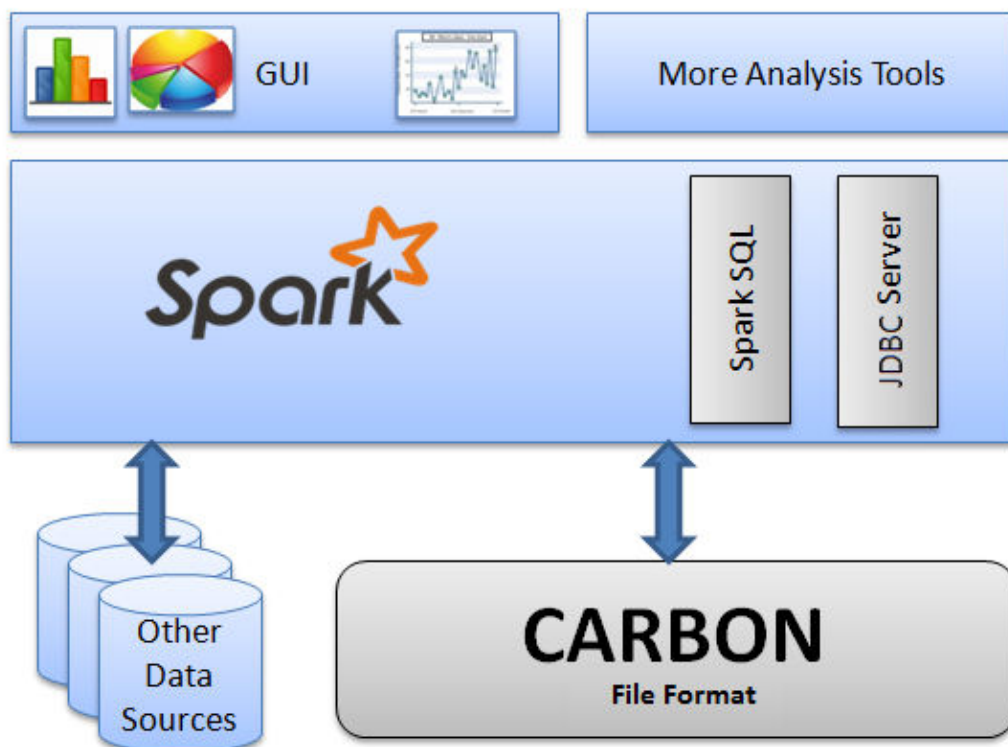 GUI
More Analysis Tools
Spark
Spark SQL
JDBC Server
Other
Data
Sources
CARBON
File Format